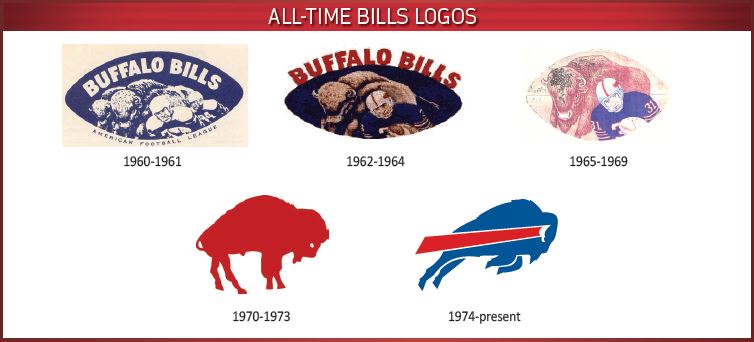 ALL-TIME BILLS LOGOS
BUFFALO BILLS
AMERICAN FOOTBALL LEAGUE
1960-1961
BUFFALO BILLS
1962-1964
31
31
1965-1969
1970-1973
1974-present